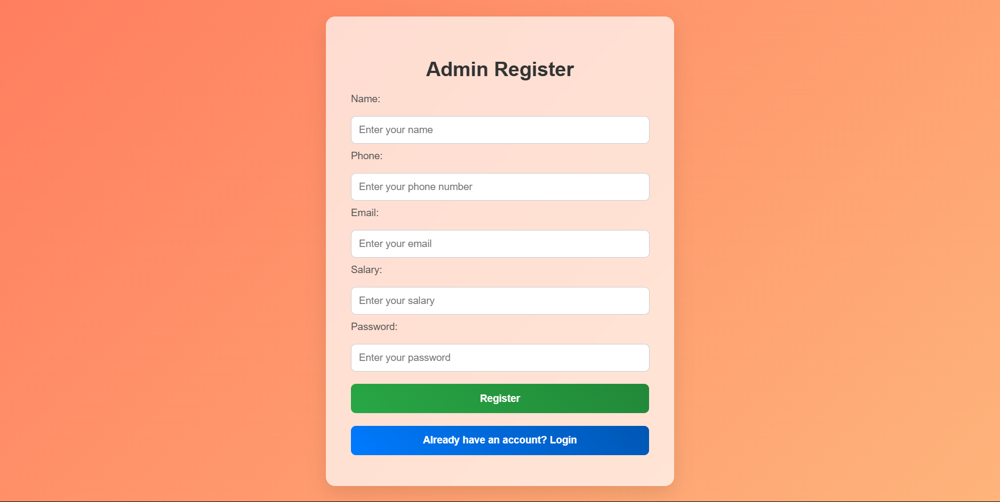 Admin Register
Name:
Enter your name
Phone:
Enter your phone number
Email:
Enter your email
Salary:
Enter your salary
Password:
Enter your password
Register
Already have an account? Login